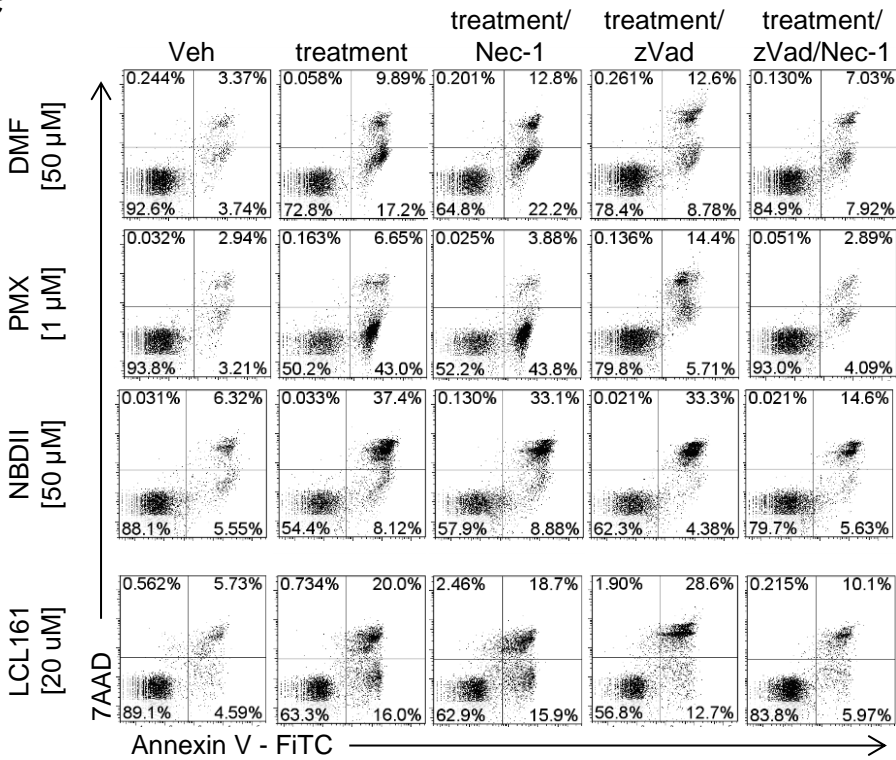 treatment/ treatment/ treatment/
Veh treatment Nec-1 zVad zVad/Nec-1
0.244% 3.37% 0.058% 9.89% 0.201% 12.8% 0.261% 12.6% 0.130% 7.03%
DMF
[50 µM]
92.6% 3.74% 72.8% 17.2% 64.8% 22.2% 78.4% 8.78% 84.9% 7.92%
0.032% 2.94% 0.163% 6.65% 0.025% 3.88% 0.136% 14.4% 0.051% 2.89%
PMX
[1 µM]
93.8% 3.21% 50.2% 43.0% 52.2% 43.8% 79.8% 5.71% 93.0% 4.09%
0.031% 6.32% 0.033% 37.4% 0.130% 33.1% 0.021% 33.3% 0.021% 14.6%
NBDII
[50 µM]
88.1% 5.55% 54.4% 8.12% 57.9% 8.88% 62.3% 4.38% 79.7% 5.63%
0.562% 5.73% 0.734% 20.0% 2.46% 18.7% 1.90% 28.6% 0.215% 10.1%
LCL161
[20 uM]
89.1% 4.59% 63.3% 16.0% 62.9% 15.9% 56.8% 12.7% 83.8% 5.97%
7AAD
Annexin V - FiTC